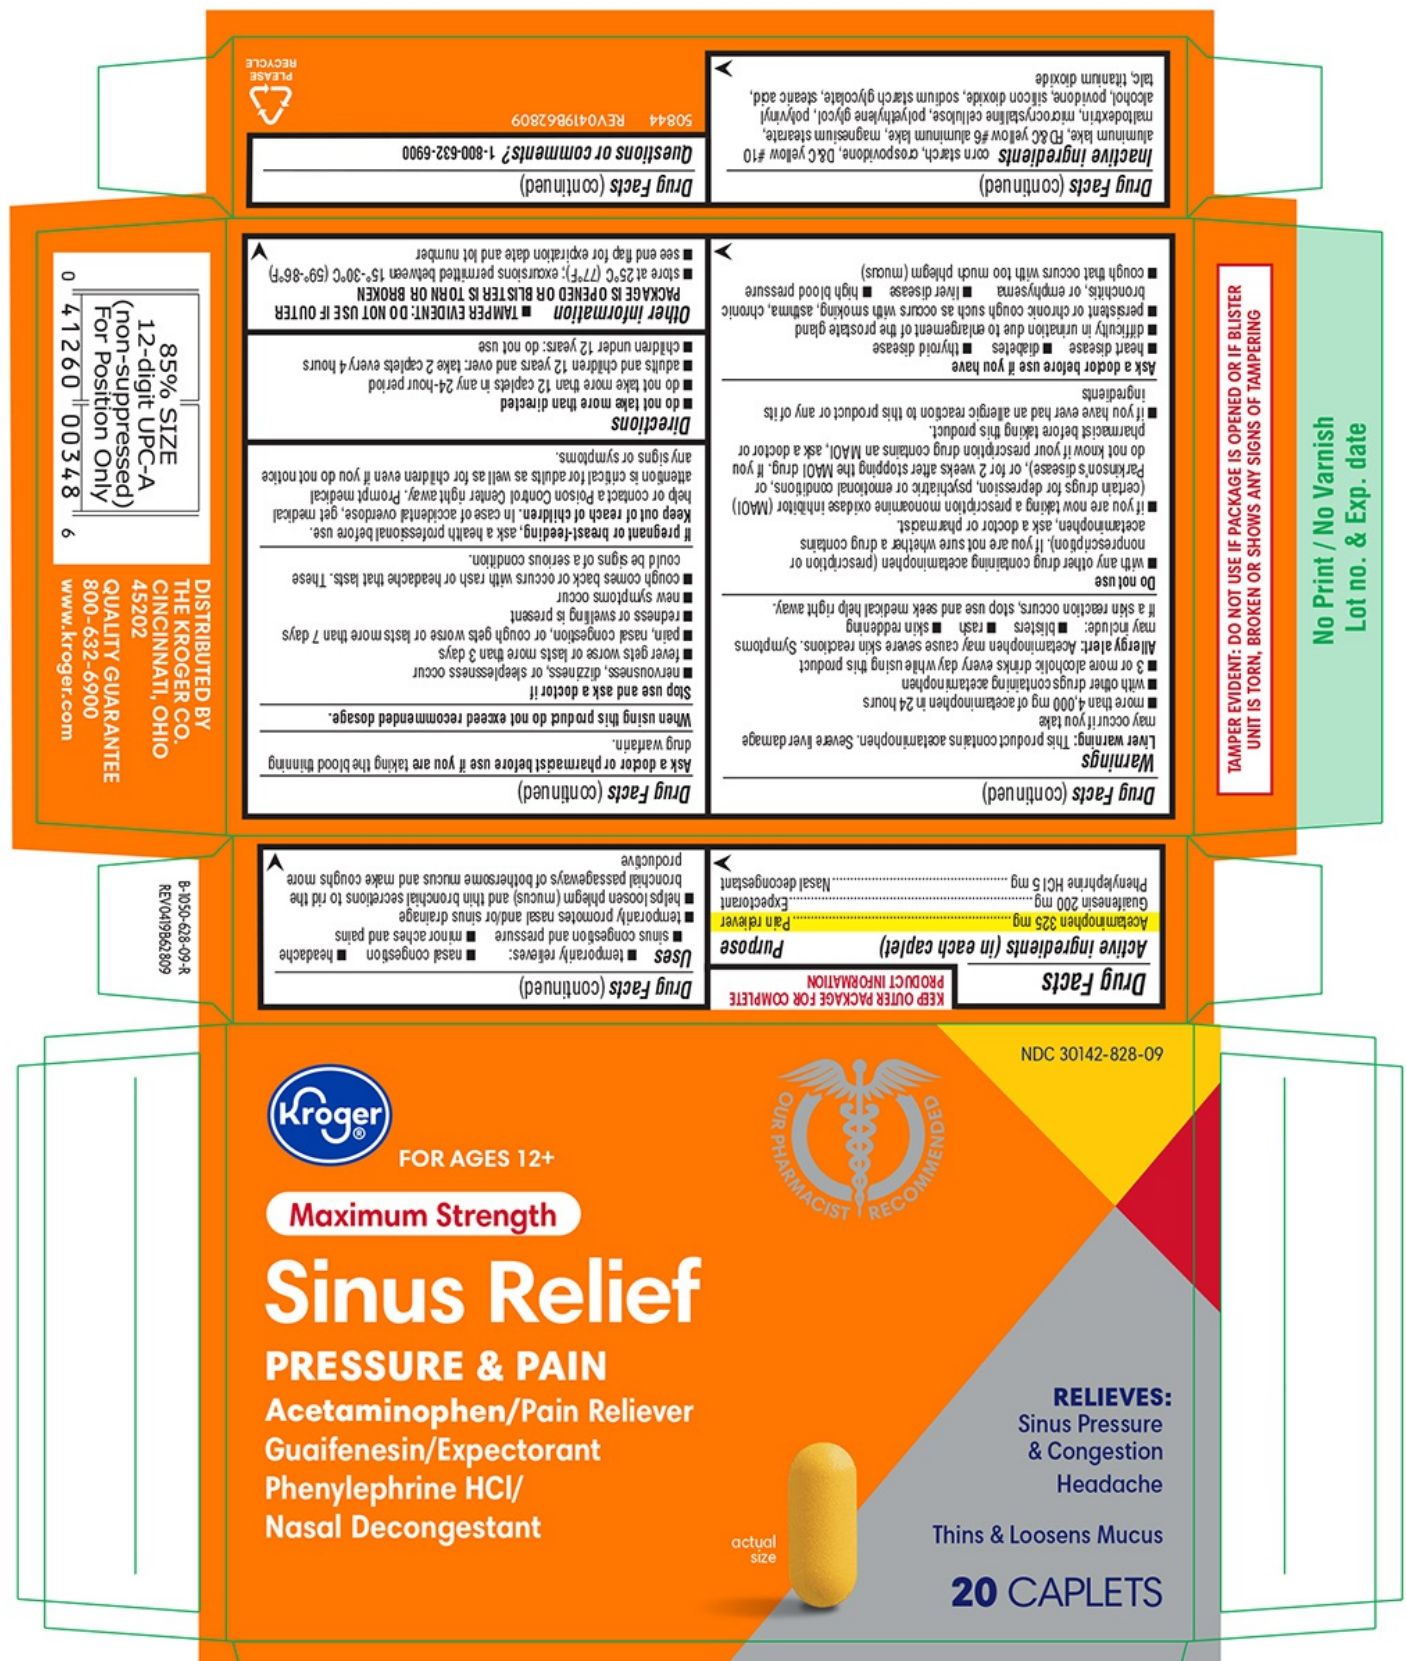 Kroger®
FOR AGES 12+
Maximum Strength
Sinus Relief
PRESSURE & PAIN
Acetaminophen/Pain Reliever
Guaifenesin/Expectorant
Phenylephrine HCl/
Nasal Decongestant
OUR PHARMACIST RECOMMENDED
NDC 30142-828-09
RELIEVES:
Sinus Pressure
& Congestion
Headache
Thins & Loosens Mucus
20 CAPLETS
actual
size
Drug Facts
KEEP OUTER PACKAGE FOR COMPLETE
PRODUCT INFORMATION
Active ingredients (in each caplet) Purpose
Acetaminophen 325 mg Pain reliever
Guaifenesin 200 mg Expectorant
Phenylephrine HCl 5 mg Nasal decongestant
Drug Facts (continued)
Uses ■ temporarily relieves: ■ nasal congestion ■ headache
■ sinus congestion and pressure ■ minor aches and pains
■ temporarily promotes nasal and/or sinus drainage
■ helps loosen phlegm (mucus) and thin bronchial secretions to rid the
bronchial passageways of bothersome mucus and make coughs more
productive
B-1050-628-09-R
REV0419B62809
Drug Facts (continued)
Warnings
Liver warning: This product contains acetaminophen. Severe liver damage
may occur if you take
■ more than 4,000 mg of acetaminophen in 24 hours
■ with other drugs containing acetaminophen
■ 3 or more alcoholic drinks every day while using this product
Allergy alert: Acetaminophen may cause severe skin reactions. Symptoms
may include: ■ blisters ■ rash ■ skin reddening
If a skin reaction occurs, stop use and seek medical help right away.
Do not use
■ with any other drug containing acetaminophen (prescription or
nonprescription). If you are not sure whether a drug contains
acetaminophen, ask a doctor or pharmacist.
■ if you are now taking a prescription monoamine oxidase inhibitor (MAOI)
(certain drugs for depression, psychiatric or emotional conditions, or
Parkinson's disease), or for 2 weeks after stopping the MAOI drug. If you
do not know if your prescription drug contains an MAOI, ask a doctor or
pharmacist before taking this product.
■ if you have ever had an allergic reaction to this product or any of its
ingredients
Ask a doctor before use if you have
■ heart disease ■ diabetes ■ thyroid disease
■ difficulty in urination due to enlargement of the prostate gland
■ persistent or chronic cough such as occurs with smoking, asthma, chronic
bronchitis, or emphysema ■ liver disease ■ high blood pressure
■ cough that occurs with too much phlegm (mucus)
Drug Facts (continued)
Ask a doctor or pharmacist before use if you are taking the blood thinning
drug warfarin.
When using this product do not exceed recommended dosage.
Stop use and ask a doctor if
■ nervousness, dizziness, or sleeplessness occur
■ fever gets worse or lasts more than 3 days
■ pain, nasal congestion, or cough gets worse or lasts more than 7 days
■ redness or swelling is present
■ new symptoms occur
■ cough comes back or occurs with rash or headache that lasts. These
could be signs of a serious condition.
If pregnant or breast-feeding, ask a health professional before use.
Keep out of reach of children. In case of accidental overdose, get medical
help or contact a Poison Control Center right away. Prompt medical
attention is critical for adults as well as for children even if you do not notice
any signs or symptoms.
Directions
■ do not take more than directed
■ do not take more than 12 caplets in any 24-hour period
■ adults and children 12 years and over: take 2 caplets every 4 hours
■ children under 12 years: do not use
Other information ■ TAMPER EVIDENT: DO NOT USE IF OUTER
PACKAGE IS OPENED OR BLISTER IS TORN OR BROKEN
■ store at 25°C (77°F); excursions permitted between 15°-30°C (59°-86°F)
■ see end flap for expiration date and lot number
Drug Facts (continued)
Inactive ingredients corn starch, crospovidone, D&C yellow #10
aluminum lake, FD&C yellow #6 aluminum lake, magnesium stearate,
maltodextrin, microcrystalline cellulose, polyethylene glycol, polyvinyl
alcohol, povidone, silicon dioxide, sodium starch glycolate, stearic acid,
talc, titanium dioxide
Drug Facts (continued)
Questions or comments? 1-800-632-6900
50844 REV0419B62809
PLEASE
RECYCLE
85% SIZE
12-digit UPC-A
(non-suppressed)
For Position Only
0 41260 00348 6
DISTRIBUTED BY
THE KROGER CO.
CINCINNATI, OHIO
45202
QUALITY GUARANTEE
800-632-6900
www.kroger.com
TAMPER EVIDENT: DO NOT USE IF PACKAGE IS OPENED OR IF BLISTER
UNIT IS TORN, BROKEN OR SHOWS ANY SIGNS OF TAMPERING
No Print / No Varnish
Lot no. & Exp. date